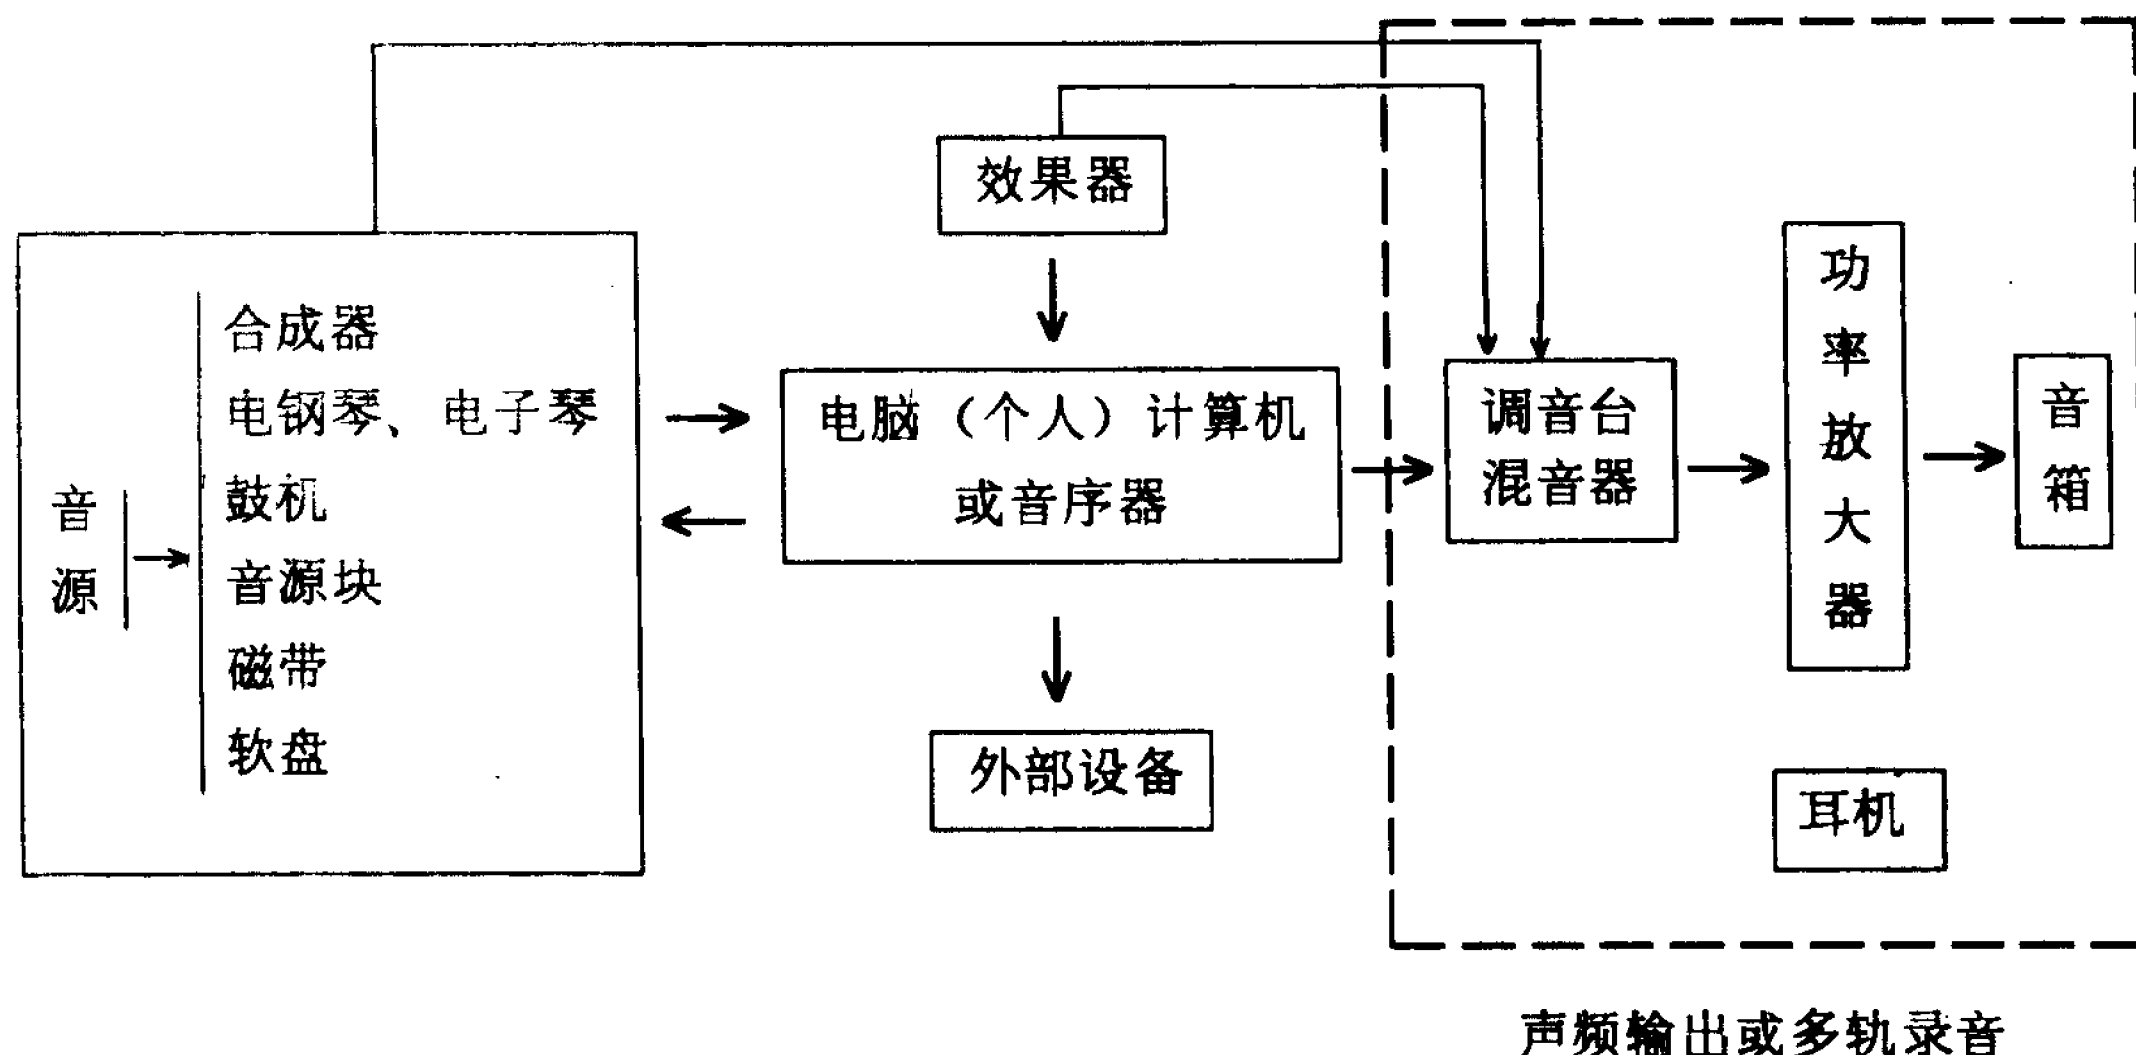 效果器
音源
合成器
电钢琴、电子琴
鼓机
音源块
磁带
软盘
电脑（个人）计算机
或音序器
外部设备
调音台
混音器
功率放大器
音箱
耳机
声频输出或多轨录音